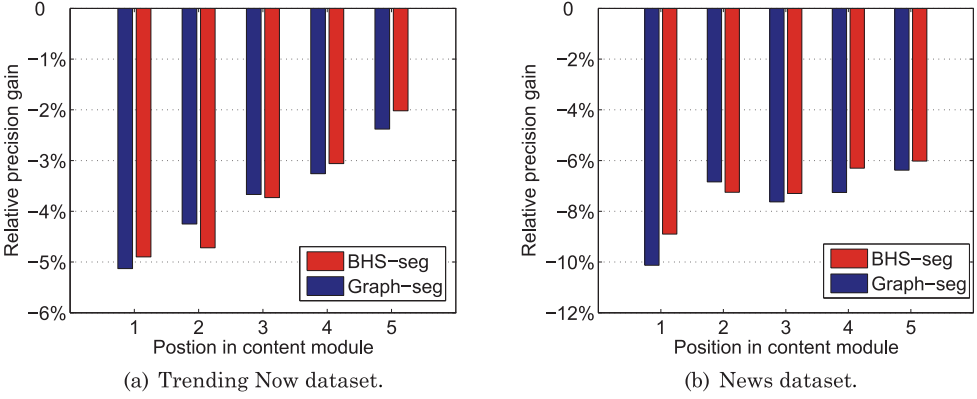 0
−1%
−2%
−3%
−4%
−5%
−6%
Relative precision gain
BHS−seg
Graph−seg
1 2 3 4 5
Postion in content module
(a) Trending Now dataset.
0
−2%
−4%
−6%
−8%
−10%
−12%
Relative precision gain
BHS−seg
Graph−seg
1 2 3 4 5
Position in content module
(b) News dataset.